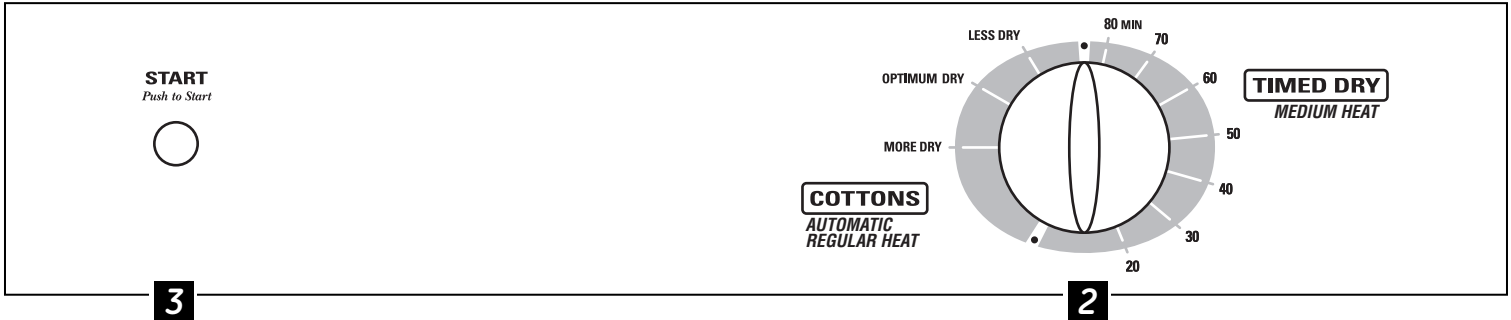 START
Push to Start
LESS DRY
OPTIMUM DRY
MORE DRY
COTTONS
AUTOMATIC
REGULAR HEAT
80 MIN
70
60
50
40
30
20
TIMED DRY
MEDIUM HEAT
3
2